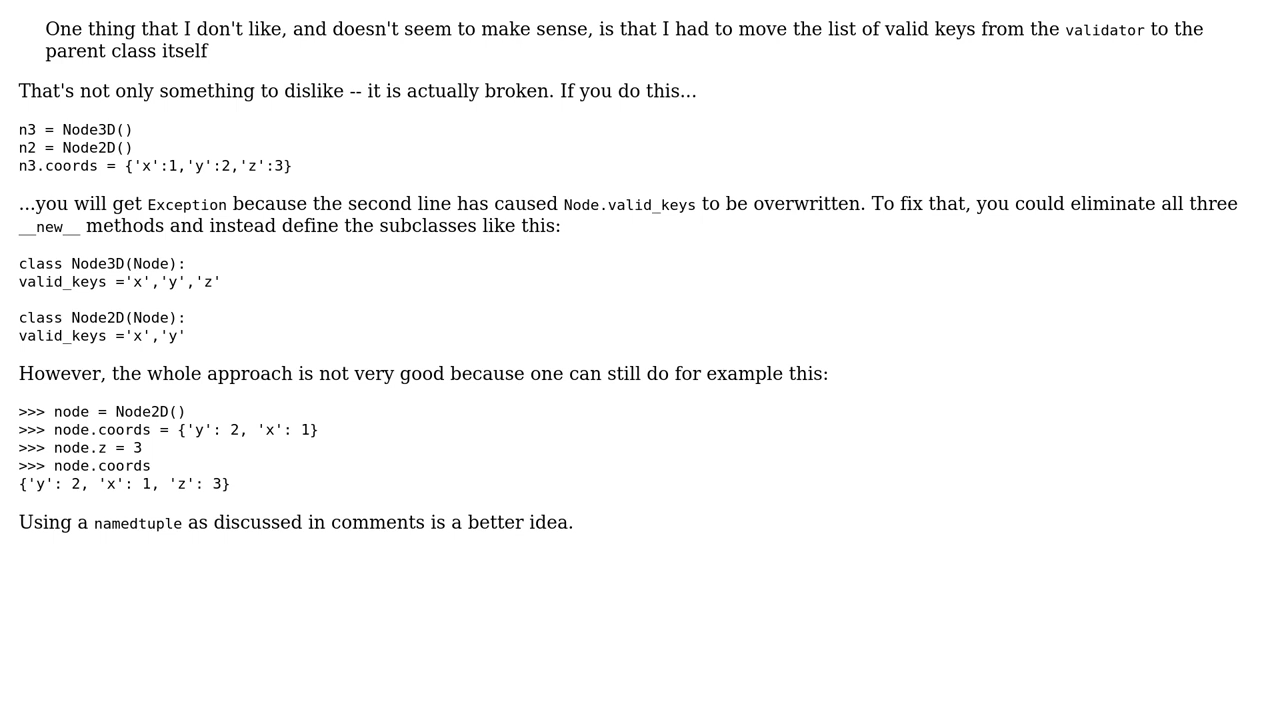 One thing that I don't like, and doesn't seem to make sense, is that I had to move the list of valid keys from the validator to the
parent class itself
That's not only something to dislike -- it is actually broken. If you do this...
n3 = Node3D()
n2 = Node2D()
n3.coords = {'x':1,'y':2,'z':3}
...you will get Exception because the second line has caused Node.valid_keys to be overwritten. To fix that, you could eliminate all three
__new__ methods and instead define the subclasses like this:
class Node3D(Node):
valid_keys ='x','y','z'
class Node2D(Node):
valid_keys ='x','y'
However, the whole approach is not very good because one can still do for example this:
>>> node = Node2D()
>>> node.coords = {'y': 2, 'x': 1}
>>> node.z = 3
>>> node.coords
{'y': 2, 'x': 1, 'z': 3}
Using a namedtuple as discussed in comments is a better idea.